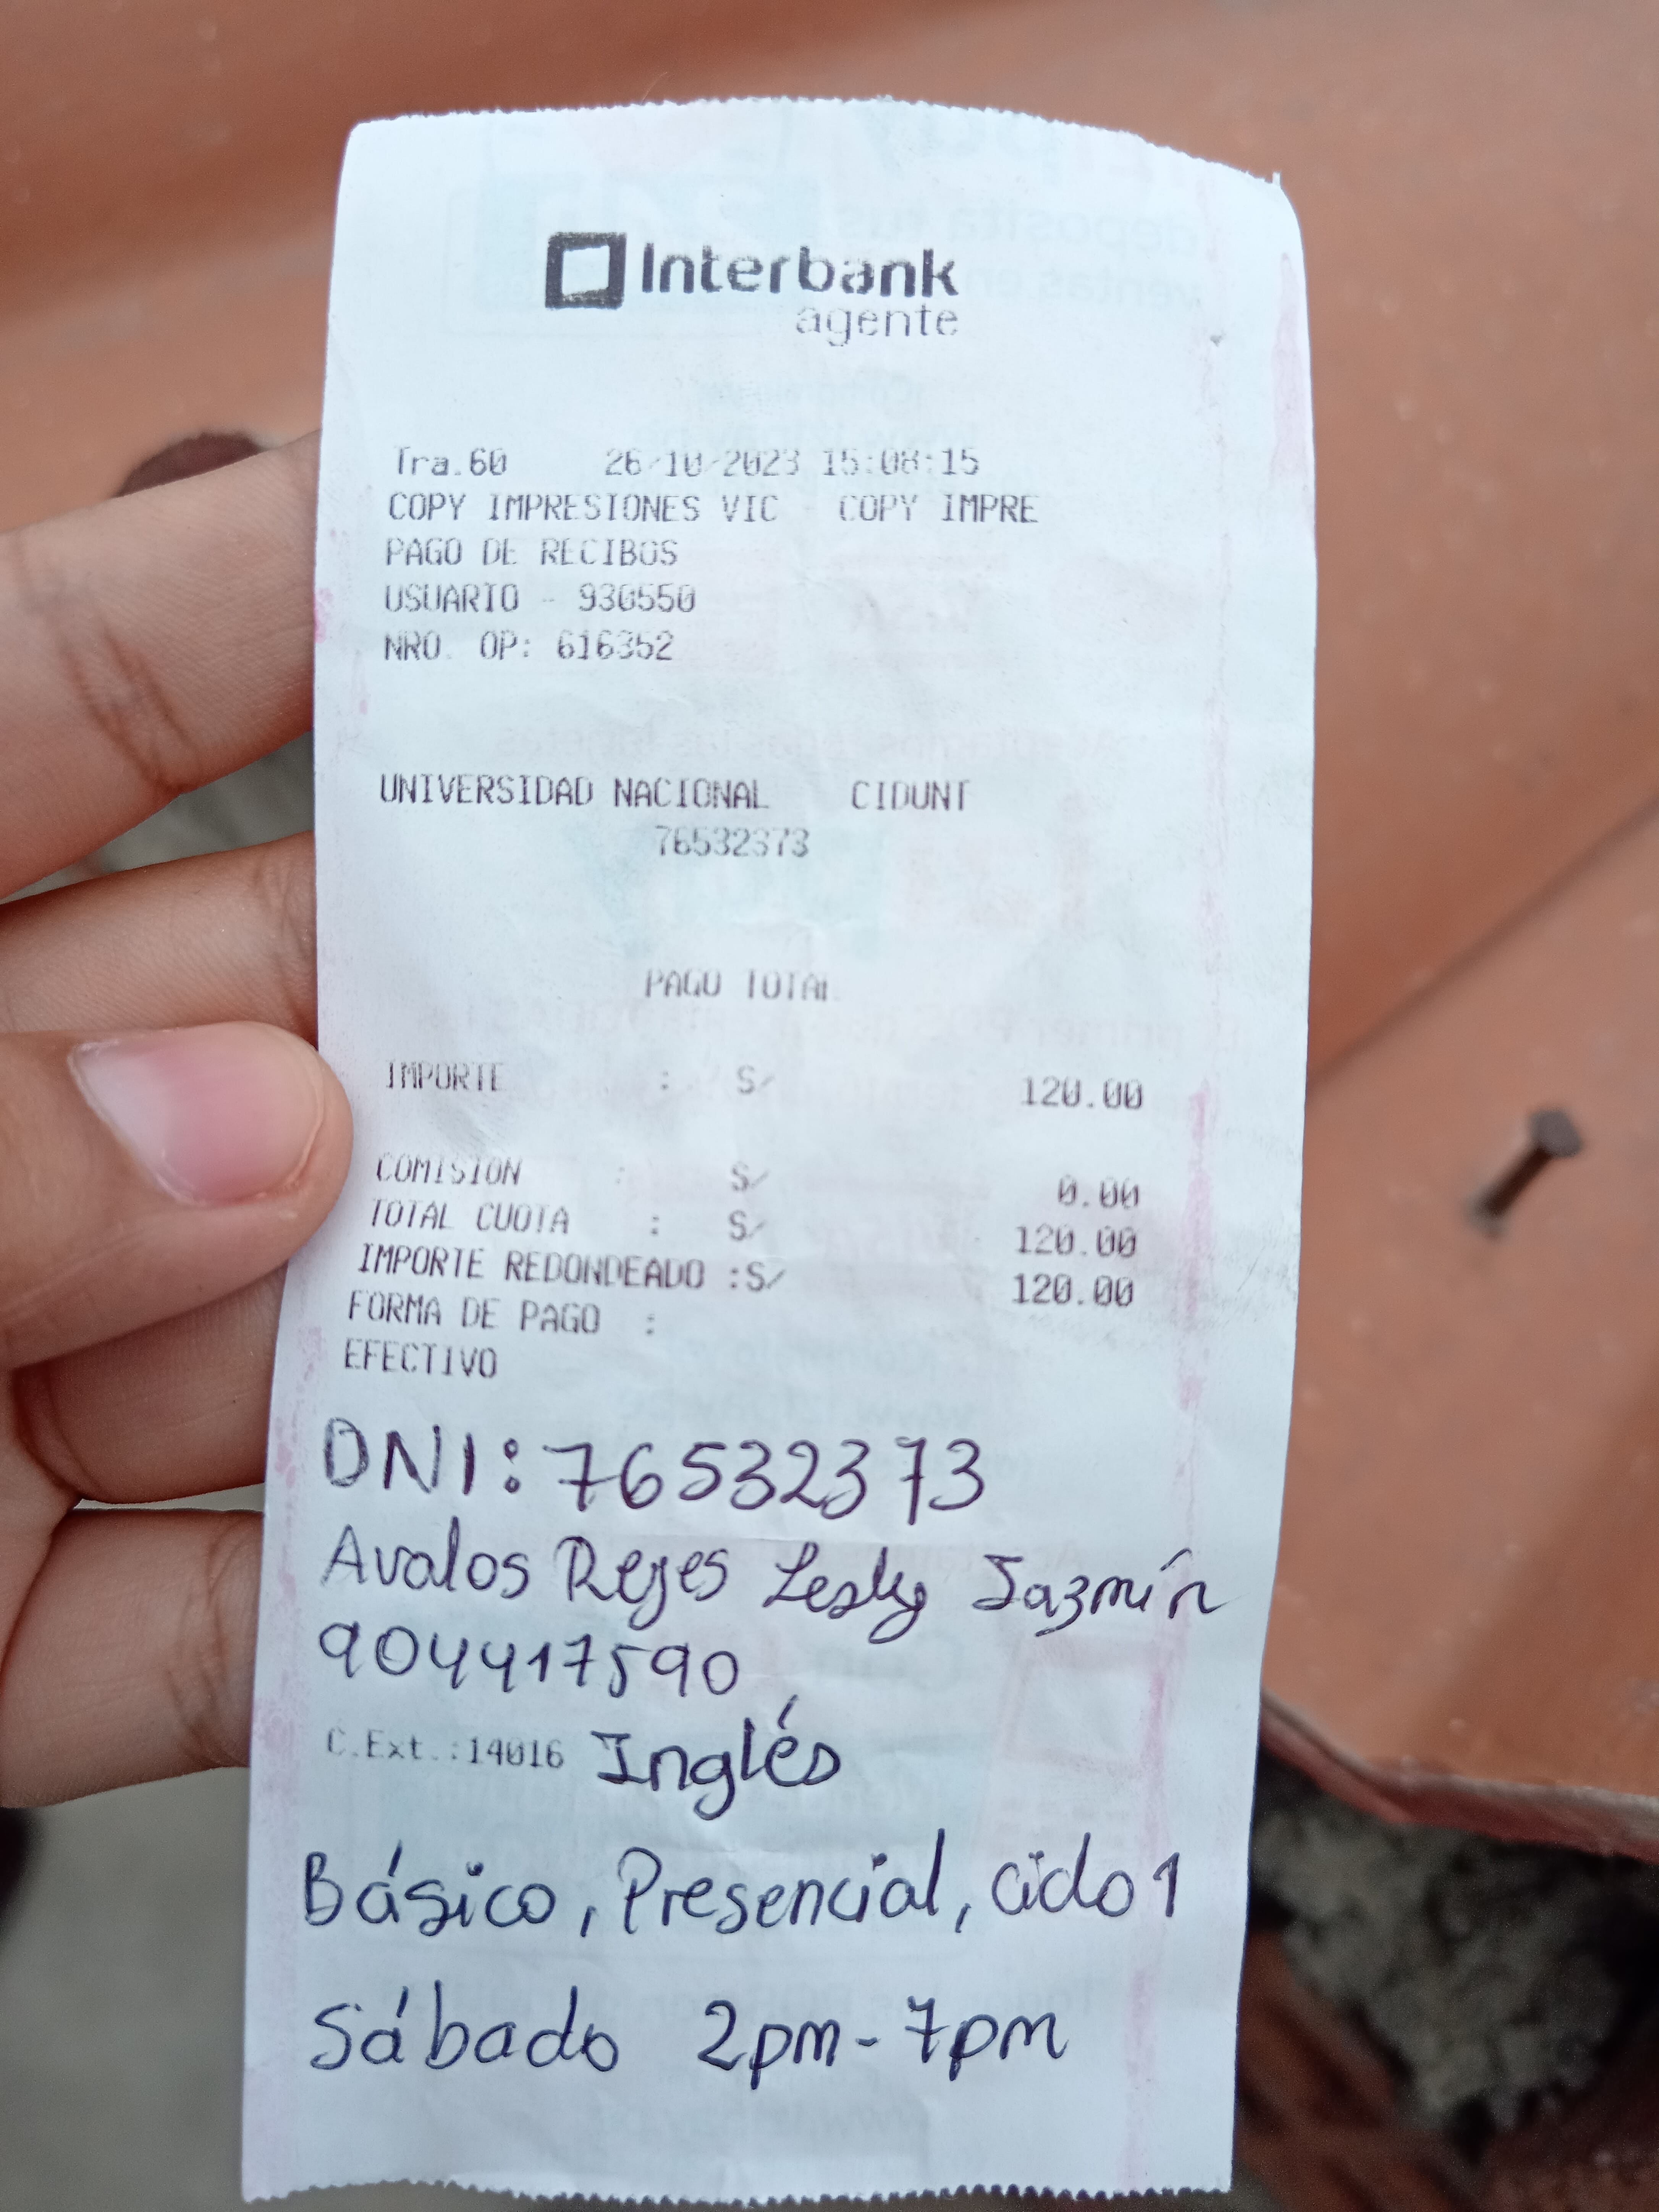 Interbank
agente
Tra.60 26/10/2023 15:08:15
COPY IMPRESIONES VIC - COPY IMPRE
PAGO DE RECIBOS
USUARIO - 930550
NRO. OP: 616352
UNIVERSIDAD NACIONAL CIDUNT
76532373
PAGO TOTAL
IMPORTE : S/ 120.00
COMISION : S/ 0.00
TOTAL CUOTA : S/ 120.00
IMPORTE REDONDEADO :S/ 120.00
FORMA DE PAGO :
EFECTIVO
DNI: 76532373
Avalos Reyes Lesly Jazmín
904417590
C.Ext.:14016 Inglés
Básico, Presencial, ciclo 1
Sábado 2pm - 7pm